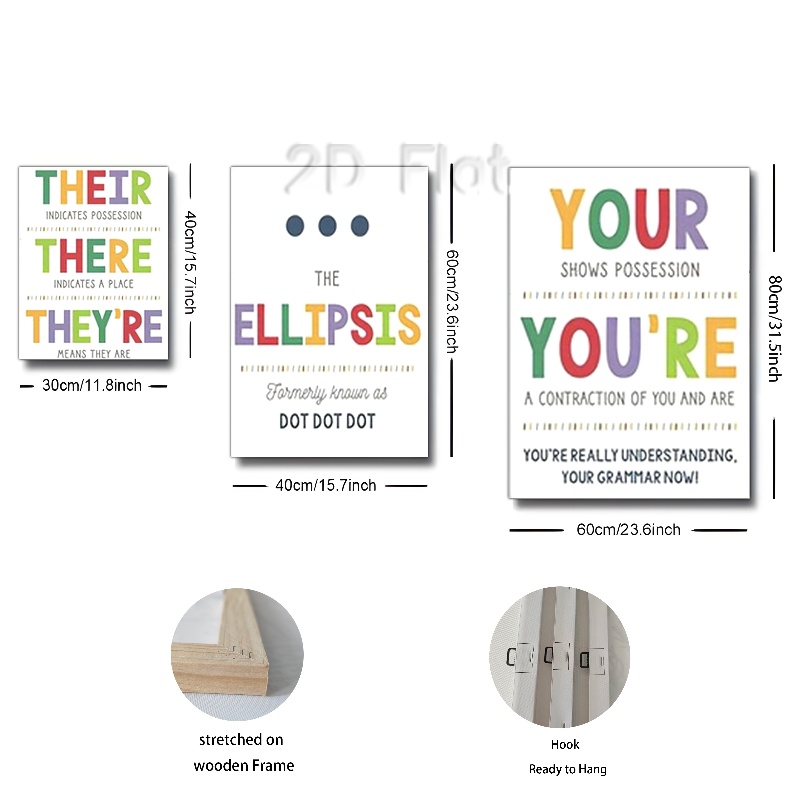 2D Flat
THEIR
INDICATES POSSESSION
THERE
INDICATES A PLACE
THEY'RE
MEANS THEY ARE
40cm/15.7inch
30cm/11.8inch
THE
ELLIPSIS
Formerly known as
DOT DOT DOT
60cm/23.6inch
40cm/15.7inch
YOUR
SHOWS POSSESSION
YOU'RE
A CONTRACTION OF YOU AND ARE
YOU'RE REALLY UNDERSTANDING,
YOUR GRAMMAR NOW!
80cm/31.5inch
60cm/23.6inch
stretched on
wooden Frame
Hook
Ready to Hang